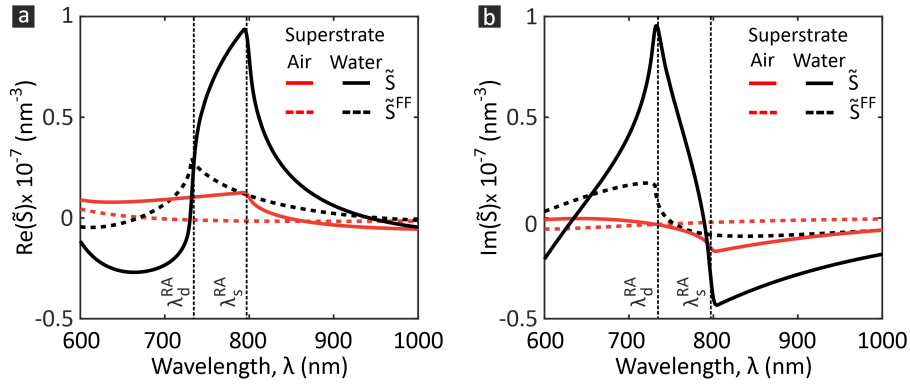 a
Re(S̃)x 10⁻⁷ (nm⁻³)
1
0.5
0
-0.5
600
700
800
900
1000
Wavelength, λ (nm)
Superstrate
Air Water
S̃
S̃ᶠᶠ
λ_d^RA
λ_s^RA
b
Im(S̃)x 10⁻⁷ (nm⁻³)
1
0.5
0
-0.5
600
700
800
900
1000
Wavelength, λ (nm)
Superstrate
Air Water
S̃
S̃ᶠᶠ
λ_d^RA
λ_s^RA